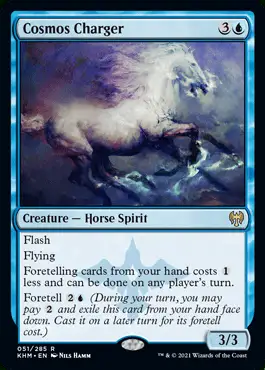 Cosmos Charger 3
Creature — Horse Spirit
Flash
Flying
Foretelling cards from your hand costs 1
less and can be done on any player's turn.
Foretell 2 (During your turn, you may
pay 2 and exile this card from your hand
face down. Cast it on a later turn for its foretell
cost.)
3/3
051/285 R
KHM • EN Nils Hamm
™ & © 2021 Wizards of the Coast